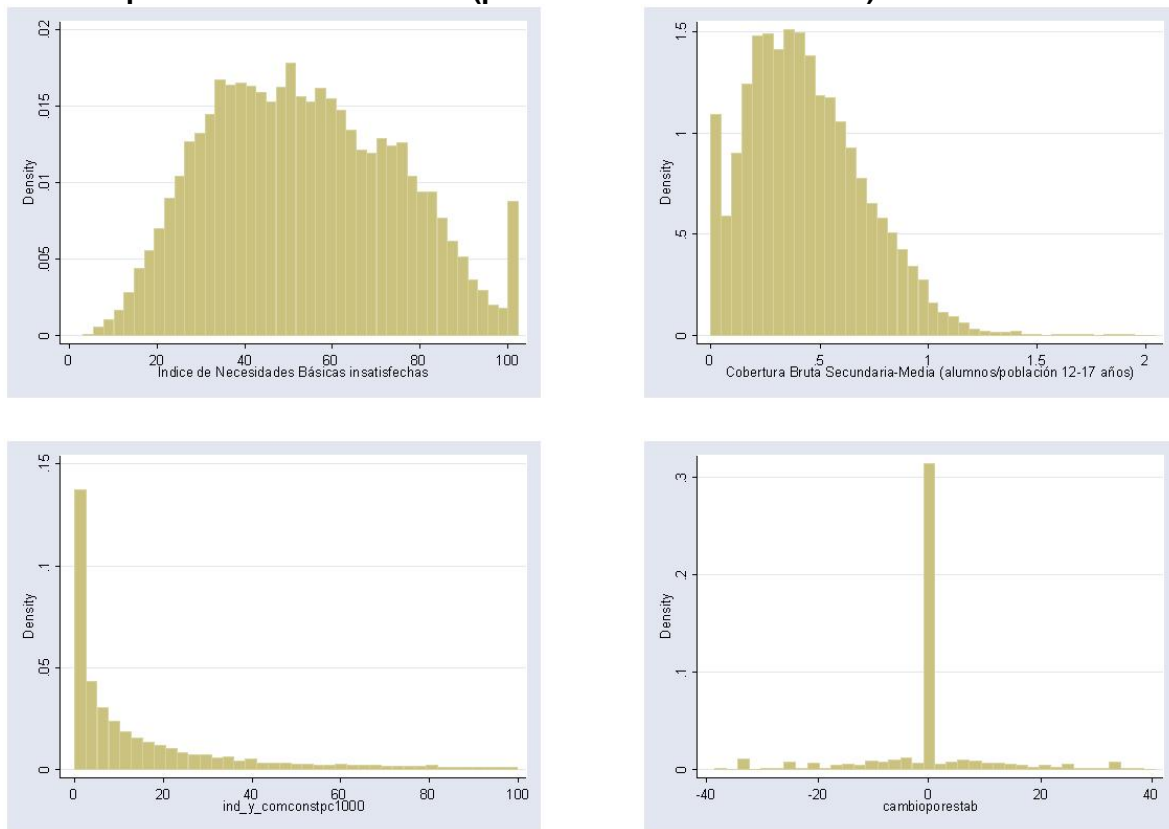 .02
.015
.01
.005
0
Density
0 20 40 60 80 100
Indice de Necesidades Básicas insatisfechas
1.5
1
.5
0
Density
0 .5 1 1.5 2
Cobertura Bruta Secundaria-Media (alumnos/población 12-17 años)
.15
.1
.05
0
Density
0 20 40 60 80 100
ind_y_comconstpc1000
.3
.2
.1
0
Density
-40 -20 0 20 40
cambioporestab